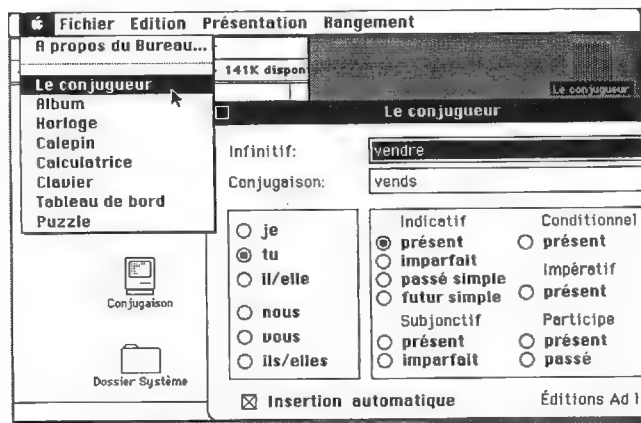 Fichier Edition Présentation Rangement
A propos du Bureau...
Le conjugueur
Album
Horloge
Calepin
Calculatrice
Clavier
Tableau de bord
Puzzle
141K dispon
Le conjugueur
Conjugaison
Dossier Système
Le conjugueur
Infinitif: vendre
Conjugaison: vends
je
tu
il/elle
nous
vous
ils/elles
Indicatif
présent
imparfait
passé simple
futur simple
Subjonctif
présent
imparfait
Conditionnel
présent
Impératif
présent
Participe
présent
passé
Insertion automatique
Éditions Ad